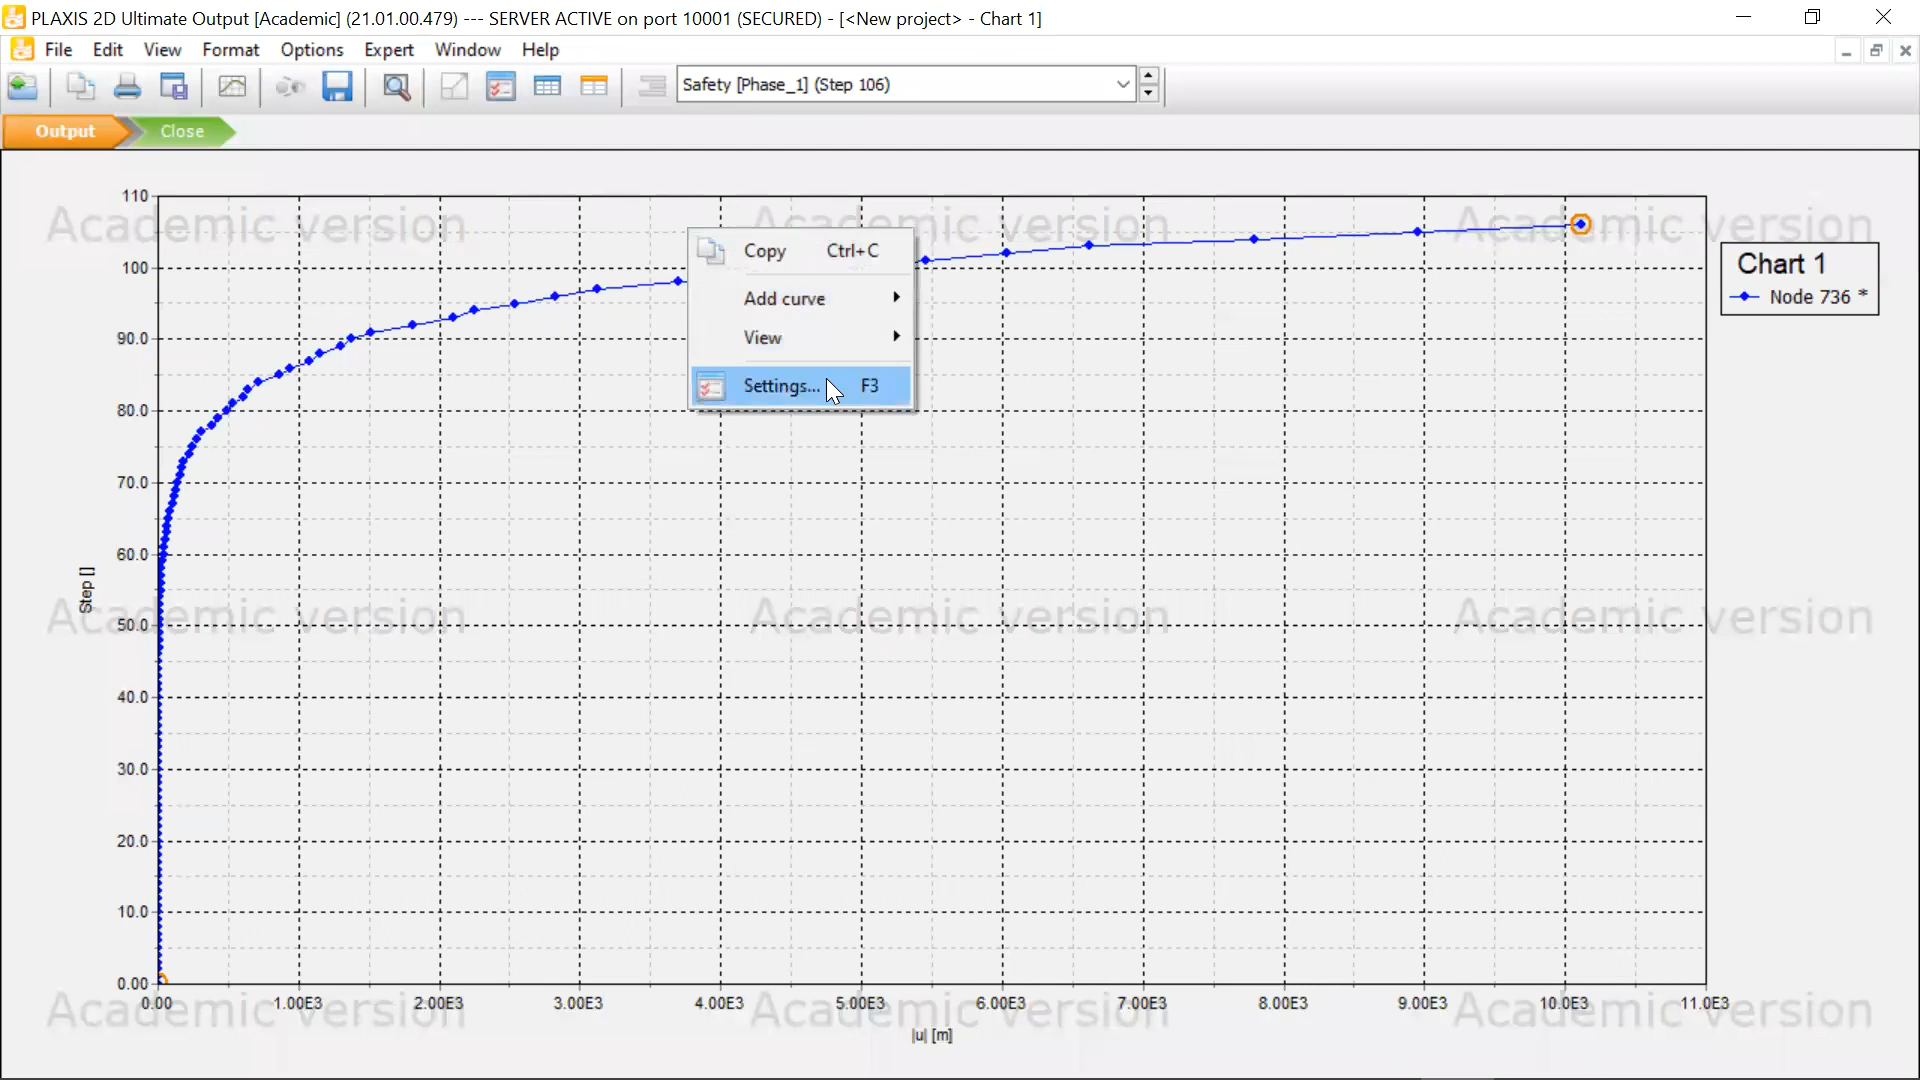 PLAXIS 2D Ultimate Output [Academic] (21.01.00.479) --- SERVER ACTIVE on port 10001 (SECURED) - [<New project> - Chart 1]
File Edit View Format Options Expert Window Help
Safety [Phase_1] (Step 106)
Output Close
Academic version Academic version Academic version
110
100
90.0
80.0
70.0
60.0
50.0
40.0
30.0
20.0
10.0
0.00
Step []
Copy Ctrl+C
Add curve
View
Settings... F3
Chart 1
Node 736 *
Academic version Academic version Academic version
0.00 1.00E3 2.00E3 3.00E3 4.00E3 5.00E3 6.00E3 7.00E3 8.00E3 9.00E3 10.0E3 11.0E3
Academic version Academic version Academic version
|u| [m]